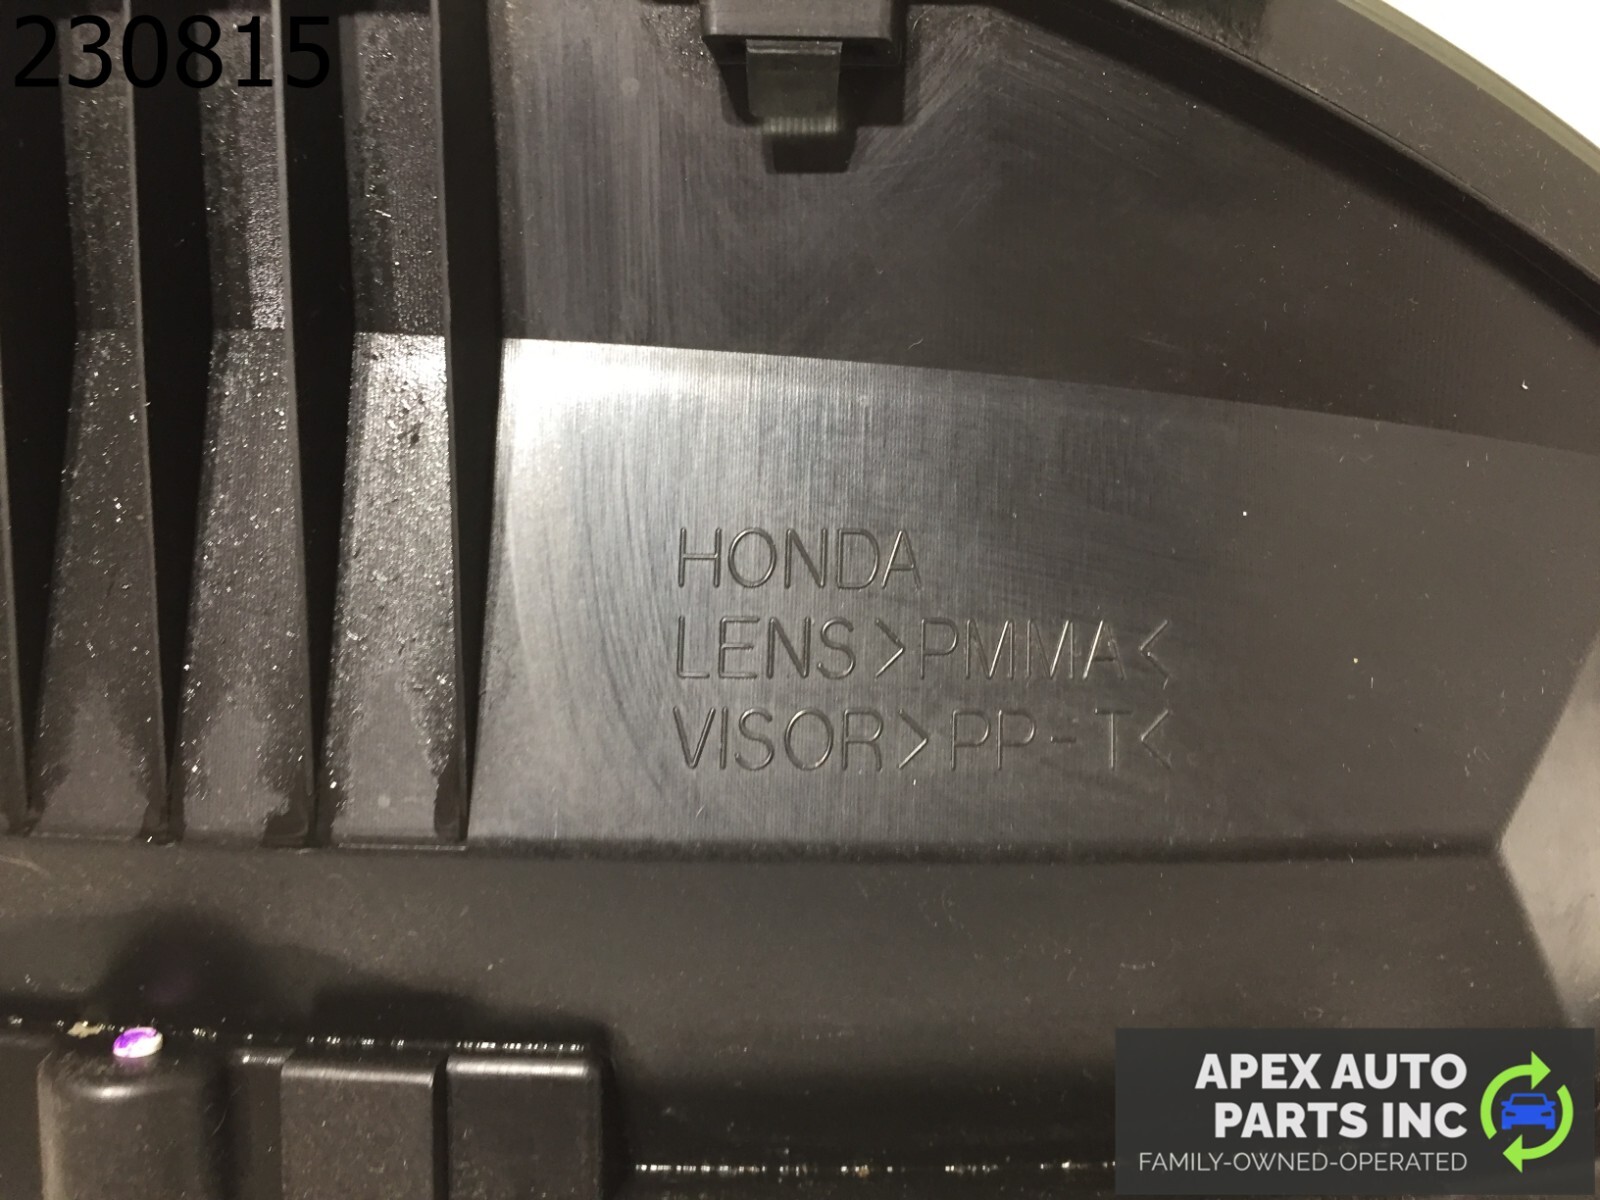 230815
HONDA
LENS>PMMA<
VISOR>PP-T<
APEX AUTO
PARTS INC
FAMILY-OWNED-OPERATED